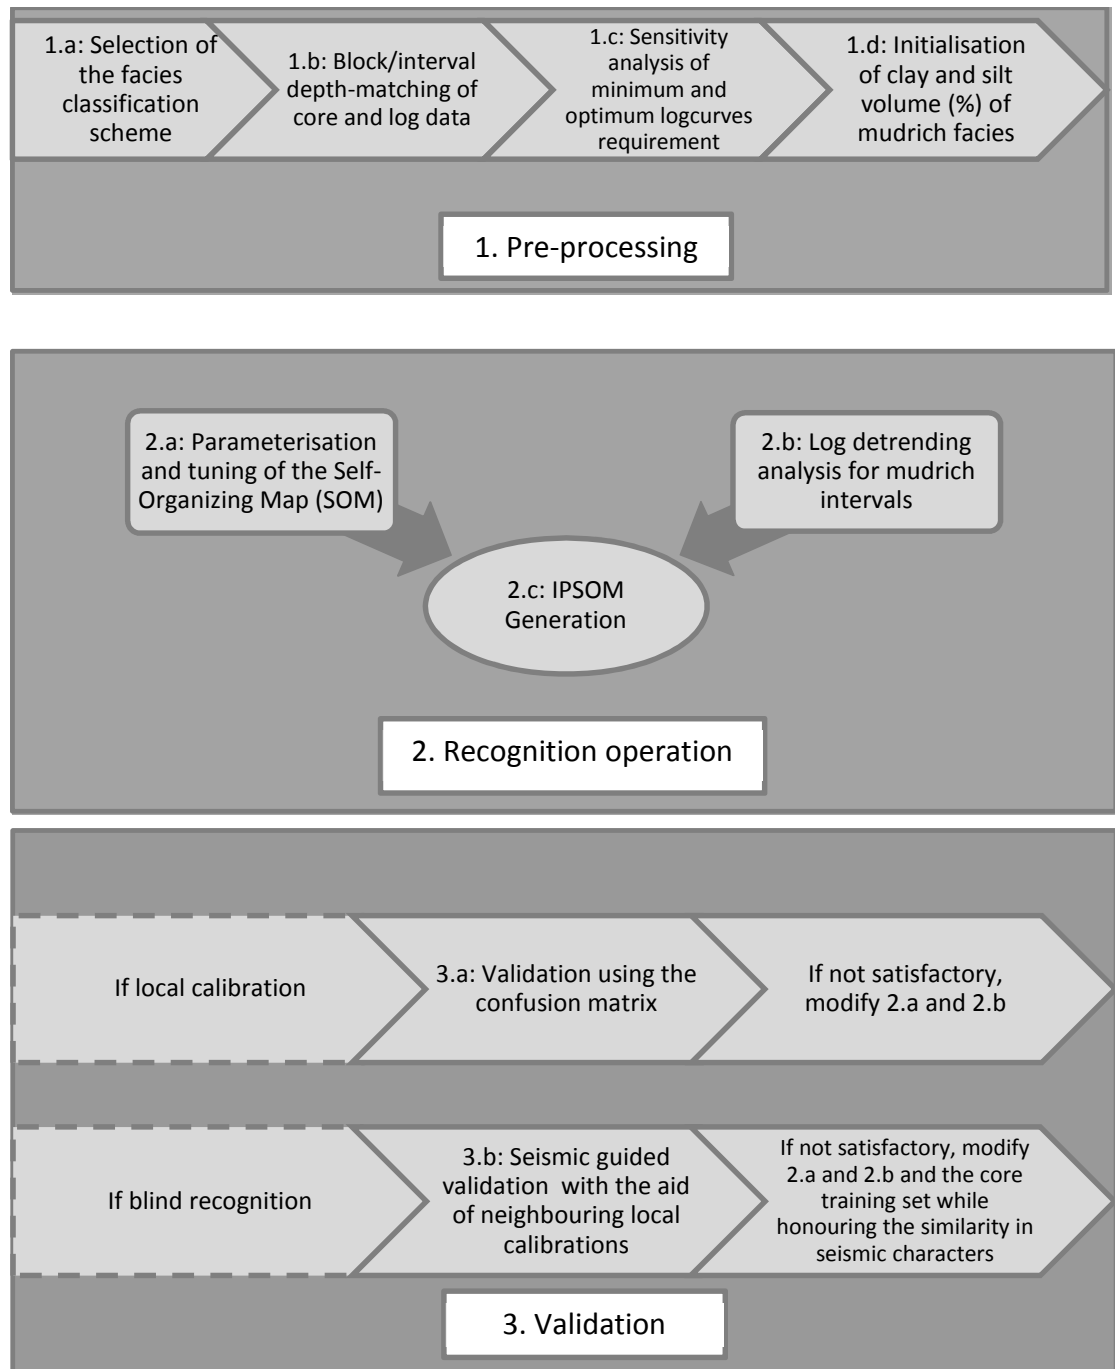 1.a: Selection of
the facies
classification
scheme
1.b: Block/interval
depth-matching of
core and log data
1.c: Sensitivity
analysis of
minimum and
optimum logcurves
requirement
1.d: Initialisation
of clay and silt
volume (%) of
mudrich facies
1. Pre-processing
2.a: Parameterisation
and tuning of the Self-
Organizing Map (SOM)
2.b: Log detrending
analysis for mudrich
intervals
2.c: IPSOM
Generation
2. Recognition operation
If local calibration
3.a: Validation using the
confusion matrix
If not satisfactory,
modify 2.a and 2.b
If blind recognition
3.b: Seismic guided
validation with the aid
of neighbouring local
calibrations
If not satisfactory, modify
2.a and 2.b and the core
training set while
honouring the similarity in
seismic characters
3. Validation